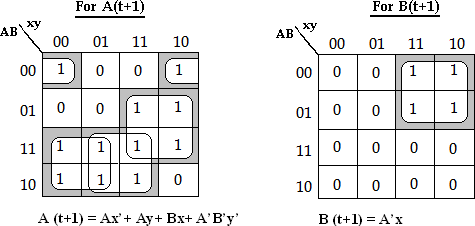 For A(t+1)
xy
AB
00 01 11 10
00 1 0 0 1
01 0 0 1 1
11 1 1 1 1
10 1 1 1 0
A (t+1) = Ax'+ Ay+ Bx+ A'B'y'
For B(t+1)
xy
AB
00 01 11 10
00 0 0 1 1
01 0 0 1 1
11 0 0 0 0
10 0 0 0 0
B (t+1) = A'x